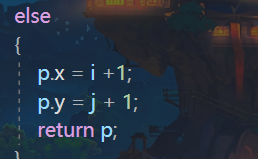 else
{
p.x = i +1;
p.y = j + 1;
return p;
}